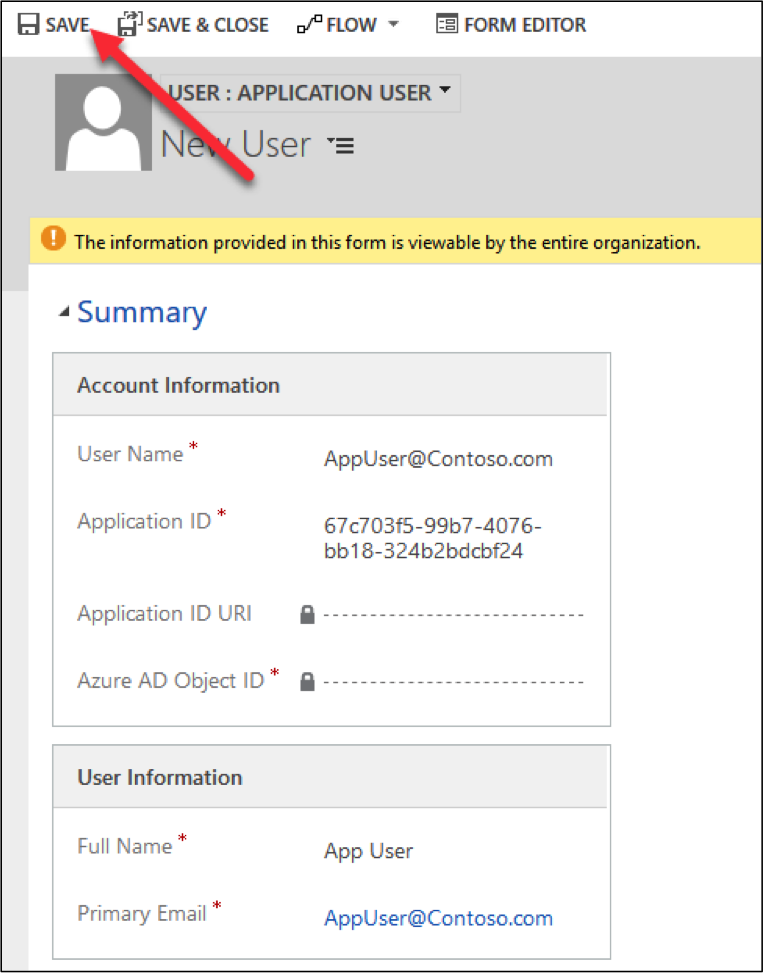 SAVE SAVE & CLOSE FLOW FORM EDITOR
USER : APPLICATION USER
New User
The information provided in this form is viewable by the entire organization.
Summary
Account Information
User Name * AppUser@Contoso.com
Application ID * 67c703f5-99b7-4076-
bb18-324b2bdcbf24
Application ID URI
Azure AD Object ID *
User Information
Full Name * App User
Primary Email * AppUser@Contoso.com